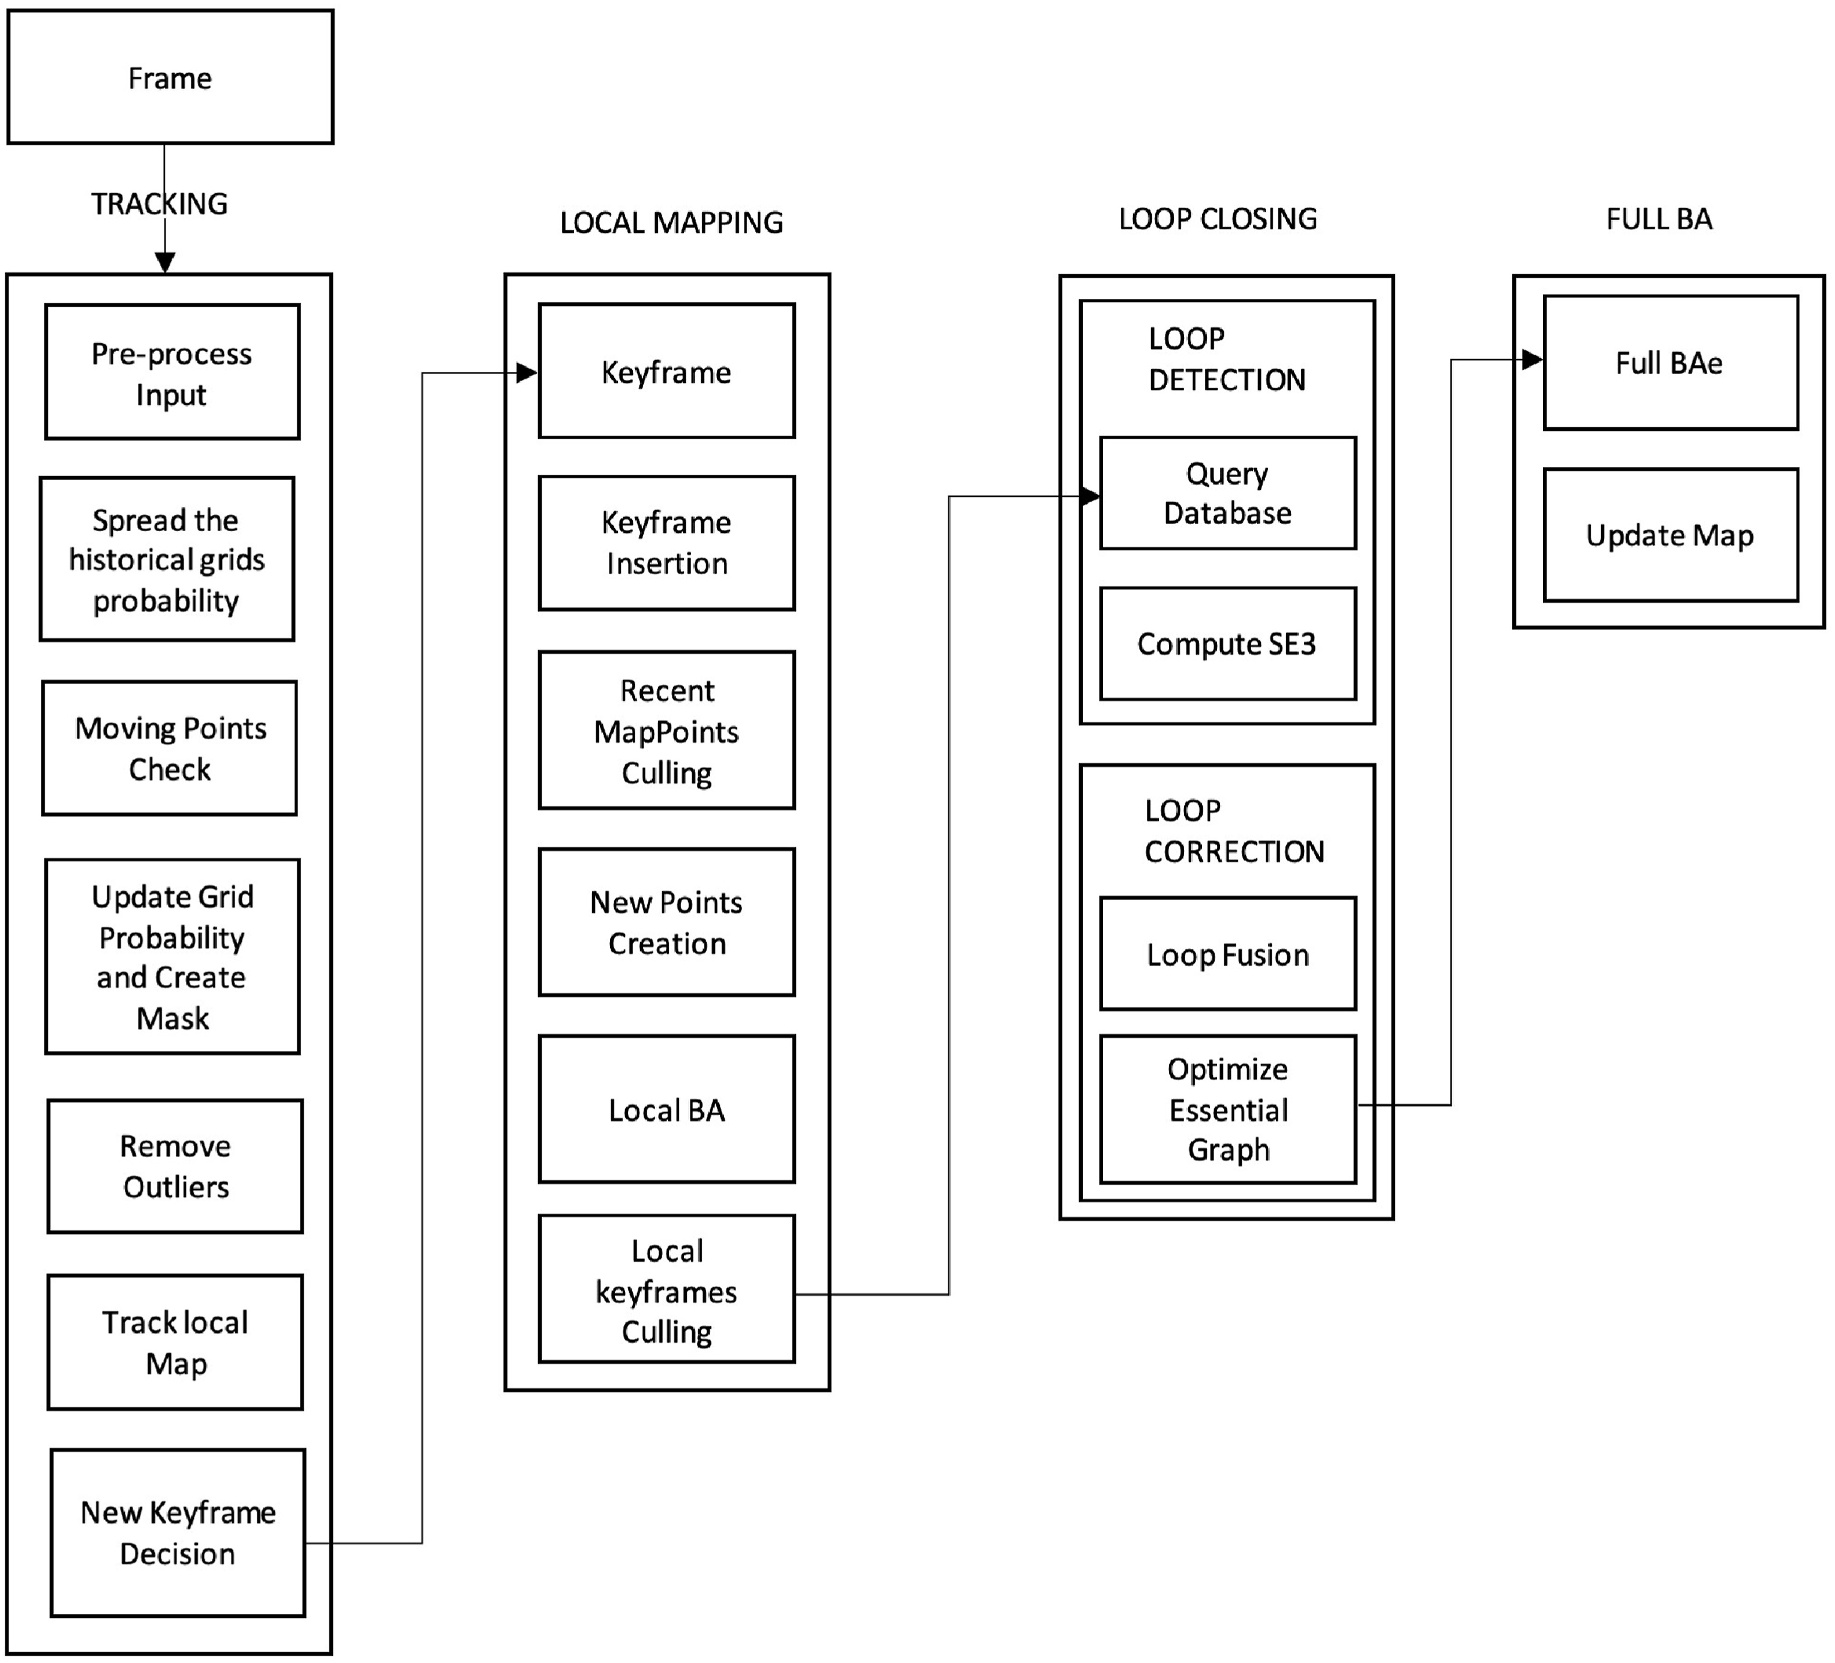 Frame
TRACKING
Pre-process
Input
Spread the
historical grids
probability
Moving Points
Check
Update Grid
Probability
and Create
Mask
Remove
Outliers
Track local
Map
New Keyframe
Decision
LOCAL MAPPING
Keyframe
Keyframe
Insertion
Recent
MapPoints
Culling
New Points
Creation
Local BA
Local
keyframes
Culling
LOOP CLOSING
LOOP
DETECTION
Query
Database
Compute SE3
LOOP
CORRECTION
Loop Fusion
Optimize
Essential
Graph
FULL BA
Full BAe
Update Map